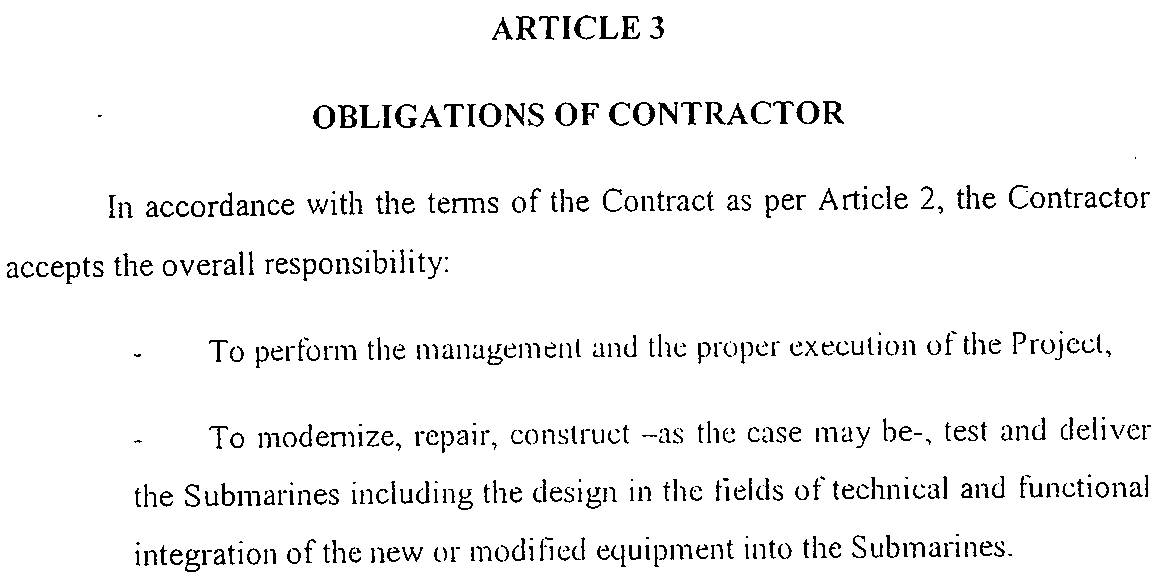 ARTICLE 3
OBLIGATIONS OF CONTRACTOR
In accordance with the terms of the Contract as per Article 2, the Contractor
accepts the overall responsibility:
- To perform the management and the proper execution of the Project,
- To modernize, repair, construct –as the case may be-, test and deliver
the Submarines including the design in the fields of technical and functional
integration of the new or modified equipment into the Submarines.